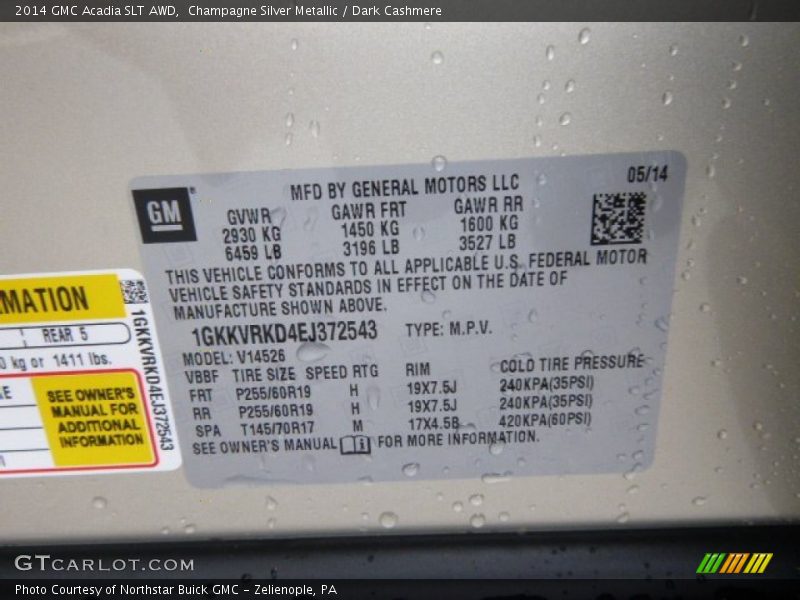 2014 GMC Acadia SLT AWD,  Champagne Silver Metallic / Dark Cashmere
GM
MFD BY GENERAL MOTORS LLC 05/14
GVWR GAWR FRT GAWR RR
2930 KG 1450 KG 1600 KG
6459 LB 3196 LB 3527 LB
THIS VEHICLE CONFORMS TO ALL APPLICABLE U.S. FEDERAL MOTOR
VEHICLE SAFETY STANDARDS IN EFFECT ON THE DATE OF
MANUFACTURE SHOWN ABOVE.
1GKKVRKD4EJ372543 TYPE: M.P.V.
MODEL: V14526
VBBF TIRE SIZE SPEED RTG RIM COLD TIRE PRESSURE
FRT P255/60R19 H 19X7.5J 240KPA(35PSI)
RR P255/60R19 H 19X7.5J 240KPA(35PSI)
SPA T145/70R17 M 17X4.5B 420KPA(60PSI)
SEE OWNER'S MANUAL FOR MORE INFORMATION.
MATION
REAR 5
0 kg or 1411 lbs.
SEE OWNER'S
MANUAL FOR
ADDITIONAL
INFORMATION
1GKKVRKD4EJ372543
GTCARLOT.COM
Photo Courtesy of Northstar Buick GMC - Zelienople, PA